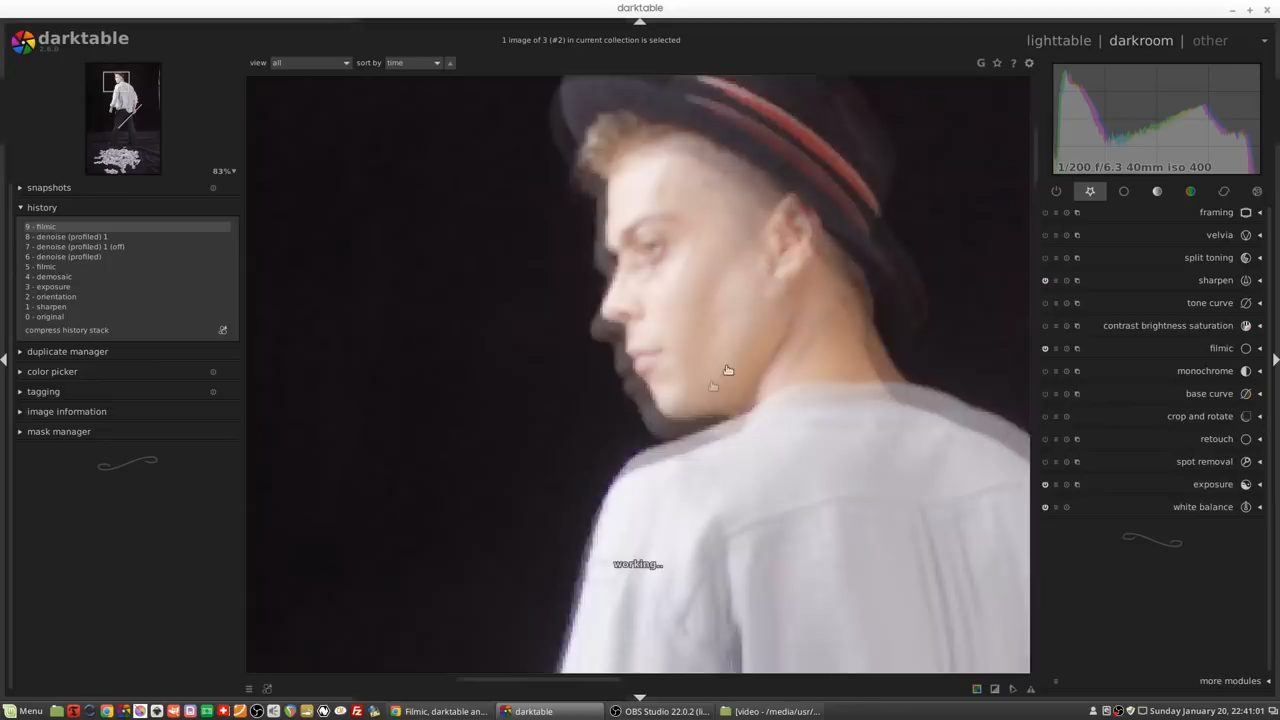 darktable
darktable
2.6.0
1 image of 3 (#2) in current collection is selected
lighttable | darkroom | other
view all sort by time
G ?
83%
1/200 f/6.3 40mm iso 400
snapshots
history
9 - filmic
8 - denoise (profiled) 1
7 - denoise (profiled) 1 (off)
6 - denoise (profiled)
5 - filmic
4 - demosaic
3 - exposure
2 - orientation
1 - sharpen
0 - original
compress history stack
duplicate manager
color picker
tagging
image information
mask manager
working...
framing
velvia
split toning
sharpen
tone curve
contrast brightness saturation
filmic
monochrome
base curve
crop and rotate
retouch
spot removal
exposure
white balance
more modules
Menu
Filmic, darktable an...
darktable
OBS Studio 22.0.2 (li...
[video - /media/usr/...
Sunday January 20, 22:41:01